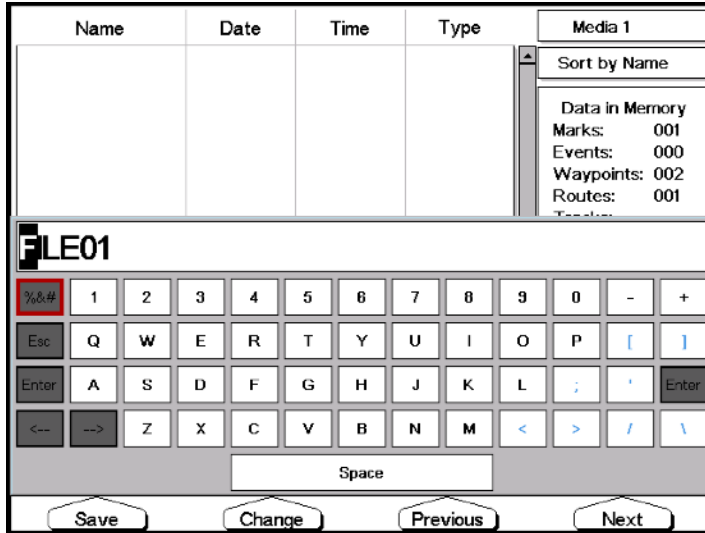 Name Date Time Type Media 1
Sort by Name
Data in Memory
Marks: 001
Events: 000
Waypoints: 002
Routes: 001
FILE01
%&# 1 2 3 4 5 6 7 8 9 0 - +
Esc Q W E R T Y U I O P [ ]
Enter A S D F G H J K L ; ' Enter
<-- --> Z X C V B N M < > / \
Space
Save Change Previous Next